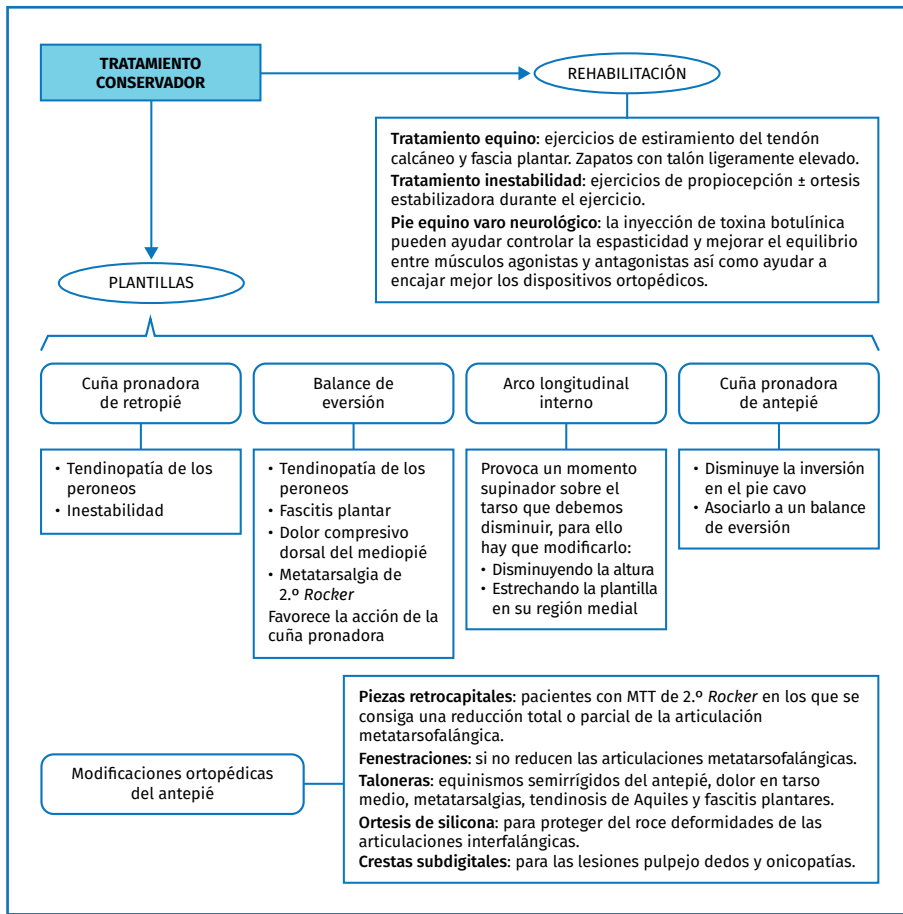 TRATAMIENTO
CONSERVADOR
REHABILITACIÓN
Tratamiento equino: ejercicios de estiramiento del tendón
calcáneo y fascia plantar. Zapatos con talón ligeramente elevado.
Tratamiento inestabilidad: ejercicios de propiocepción ± ortesis
estabilizadora durante el ejercicio.
Pie equino varo neurológico: la inyección de toxina botulínica
pueden ayudar controlar la espasticidad y mejorar el equilibrio
entre músculos agonistas y antagonistas así como ayudar a
encajar mejor los dispositivos ortopédicos.
PLANTILLAS
Cuña pronadora
de retropié
• Tendinopatía de los
peroneos
• Inestabilidad
Balance de
eversión
• Tendinopatía de los
peroneos
• Fascitis plantar
• Dolor compresivo
dorsal del mediopié
• Metatarsalgia de
2.º Rocker
Favorece la acción de la
cuña pronadora
Arco longitudinal
interno
Provoca un momento
supinador sobre el
tarso que debemos
disminuir, para ello
hay que modificarlo:
• Disminuyendo la altura
• Estrechando la plantilla
en su región medial
Cuña pronadora
de antepié
• Disminuye la inversión
en el pie cavo
• Asociarlo a un balance
de eversión
Modificaciones ortopédicas
del antepié
Piezas retrocapitales: pacientes con MTT de 2.º Rocker en los que se
consiga una reducción total o parcial de la articulación
metatarsofalángica.
Fenestraciones: si no reducen las articulaciones metatarsofalángicas.
Taloneras: equinismos semirrígidos del antepié, dolor en tarso
medio, metatarsalgias, tendinosis de Aquiles y fascitis plantares.
Ortesis de silicona: para proteger del roce deformidades de las
articulaciones interfalángicas.
Crestas subdigitales: para las lesiones pulpejo dedos y onicopatías.